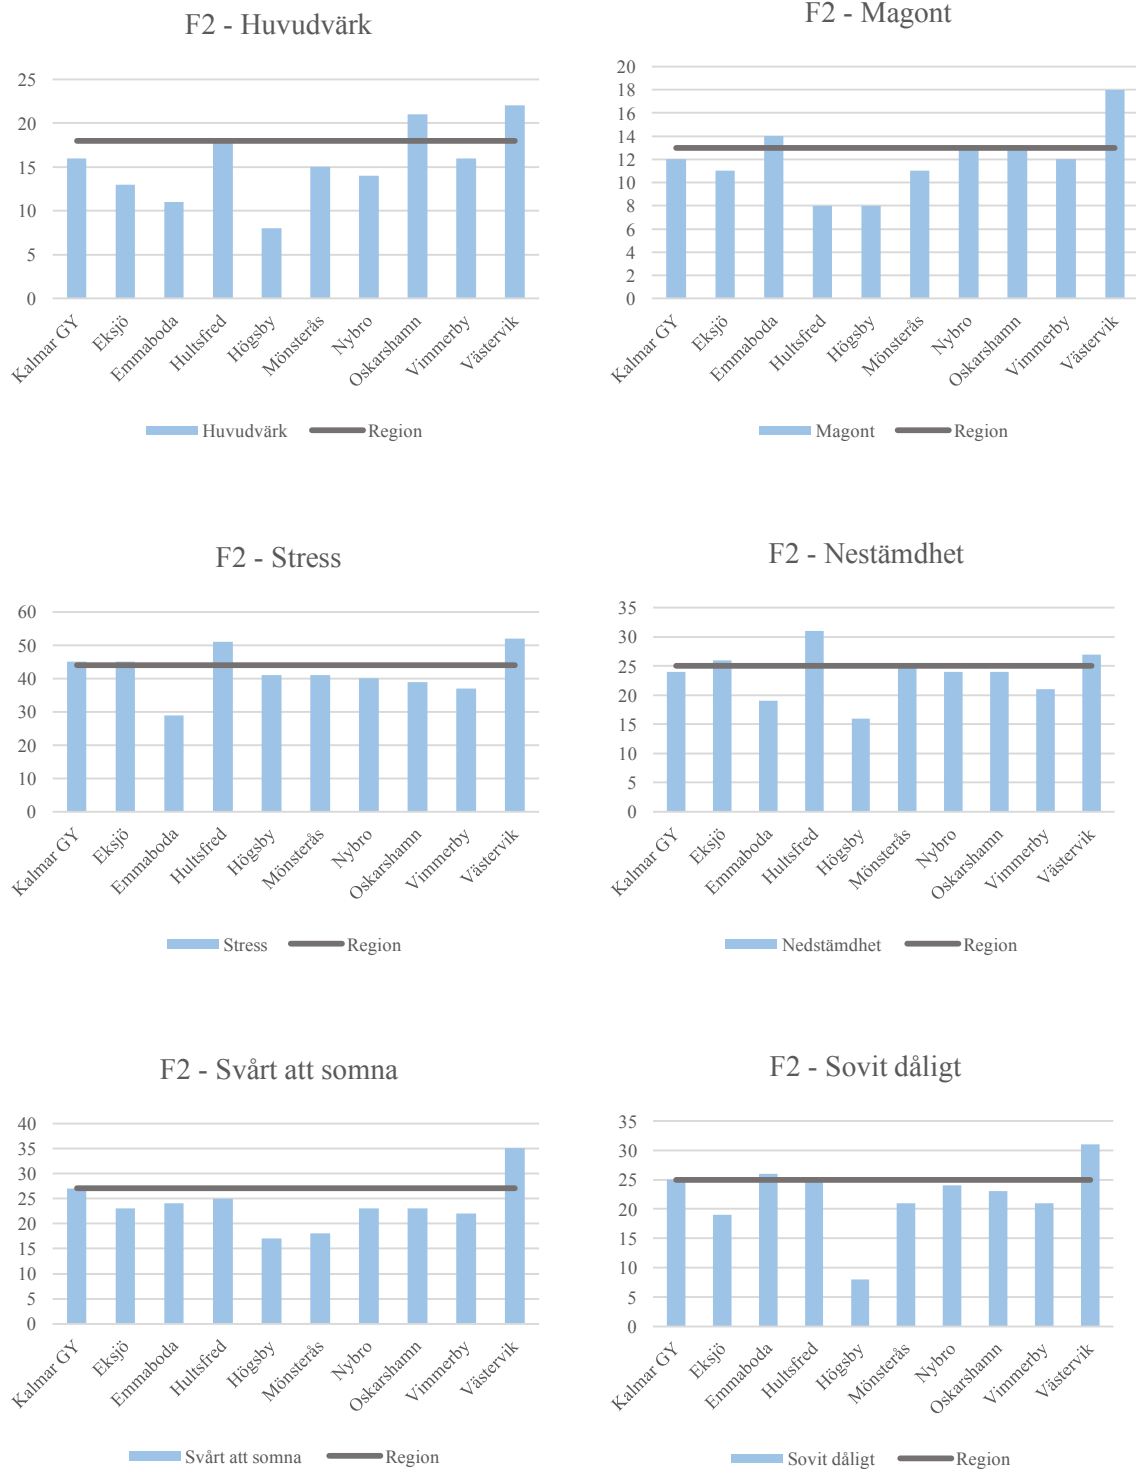 F2 - Huvudvärk
25
20
15
10
5
0
Kalmar GY
Eksjö
Emmaboda
Hultsfred
Högsby
Mönsterås
Nybro
Oskarshamn
Vimmerby
Västervik
Huvudvärk
Region
F2 - Magont
20
18
16
14
12
10
8
6
4
2
0
Kalmar GY
Eksjö
Emmaboda
Hultsfred
Högsby
Mönsterås
Nybro
Oskarshamn
Vimmerby
Västervik
Magont
Region
F2 - Stress
60
50
40
30
20
10
0
Kalmar GY
Eksjö
Emmaboda
Hultsfred
Högsby
Mönsterås
Nybro
Oskarshamn
Vimmerby
Västervik
Stress
Region
F2 - Nestämdhet
35
30
25
20
15
10
5
0
Kalmar GY
Eksjö
Emmaboda
Hultsfred
Högsby
Mönsterås
Nybro
Oskarshamn
Vimmerby
Västervik
Nedstämdhet
Region
F2 - Svårt att somna
40
35
30
25
20
15
10
5
0
Kalmar GY
Eksjö
Emmaboda
Hultsfred
Högsby
Mönsterås
Nybro
Oskarshamn
Vimmerby
Västervik
Svårt att somna
Region
F2 - Sovit dåligt
35
30
25
20
15
10
5
0
Kalmar GY
Eksjö
Emmaboda
Hultsfred
Högsby
Mönsterås
Nybro
Oskarshamn
Vimmerby
Västervik
Sovit dåligt
Region